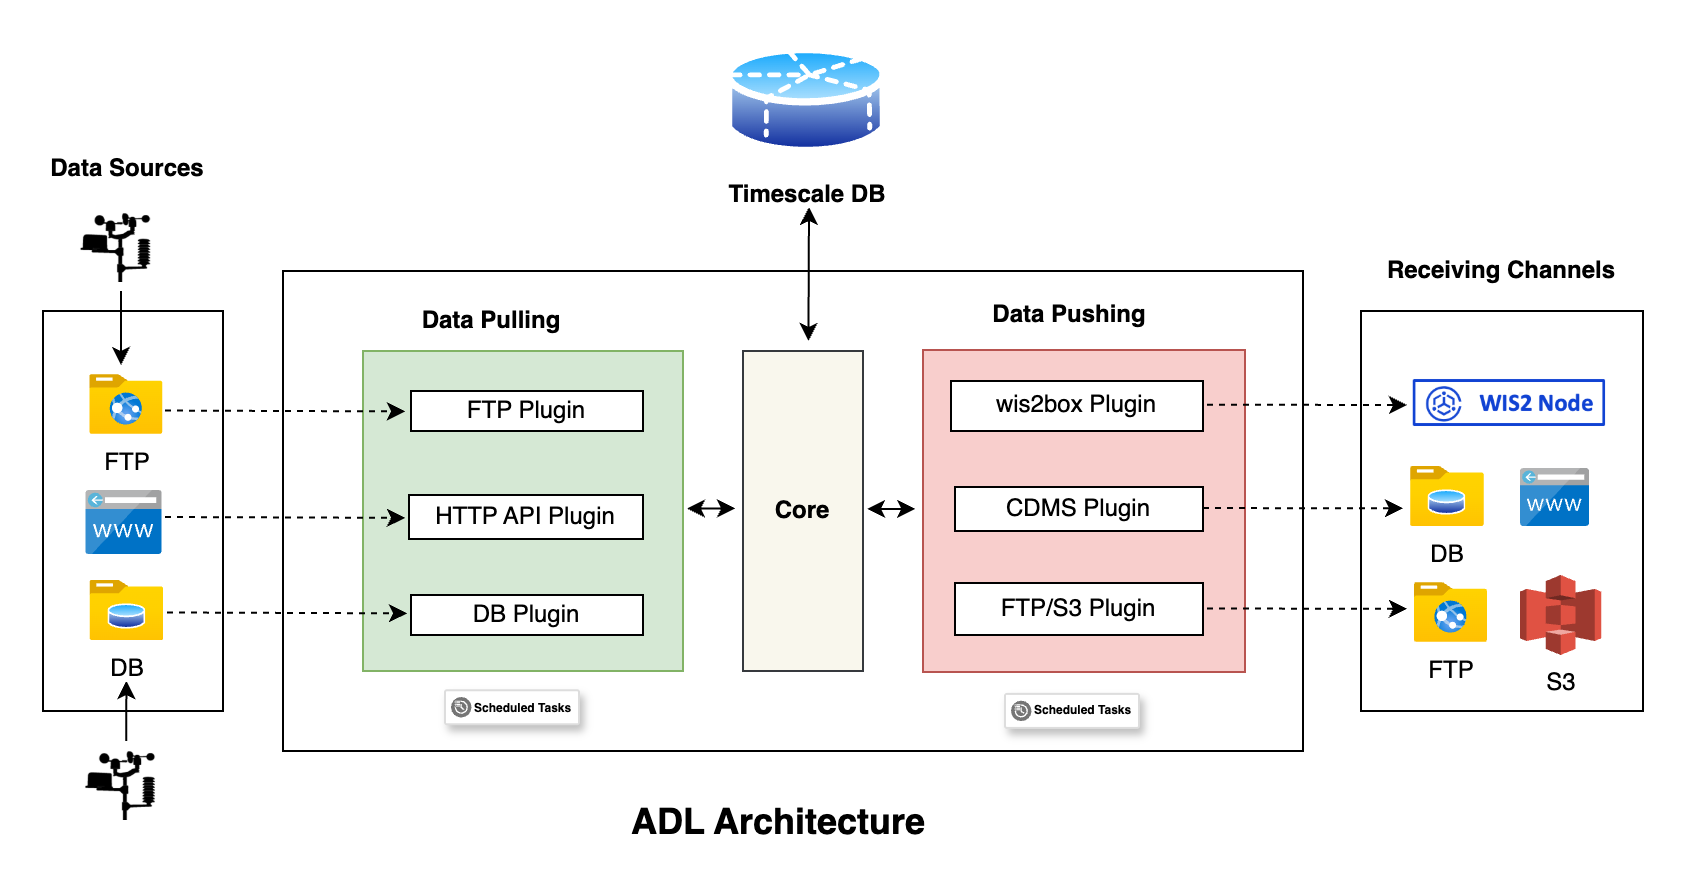 Timescale DB
Data Sources
FTP
WWW
DB
Data Pulling
FTP Plugin
HTTP API Plugin
DB Plugin
Scheduled Tasks
Core
Data Pushing
wis2box Plugin
CDMS Plugin
FTP/S3 Plugin
Scheduled Tasks
Receiving Channels
WIS2 Node
DB
WWW
FTP
S3
ADL Architecture